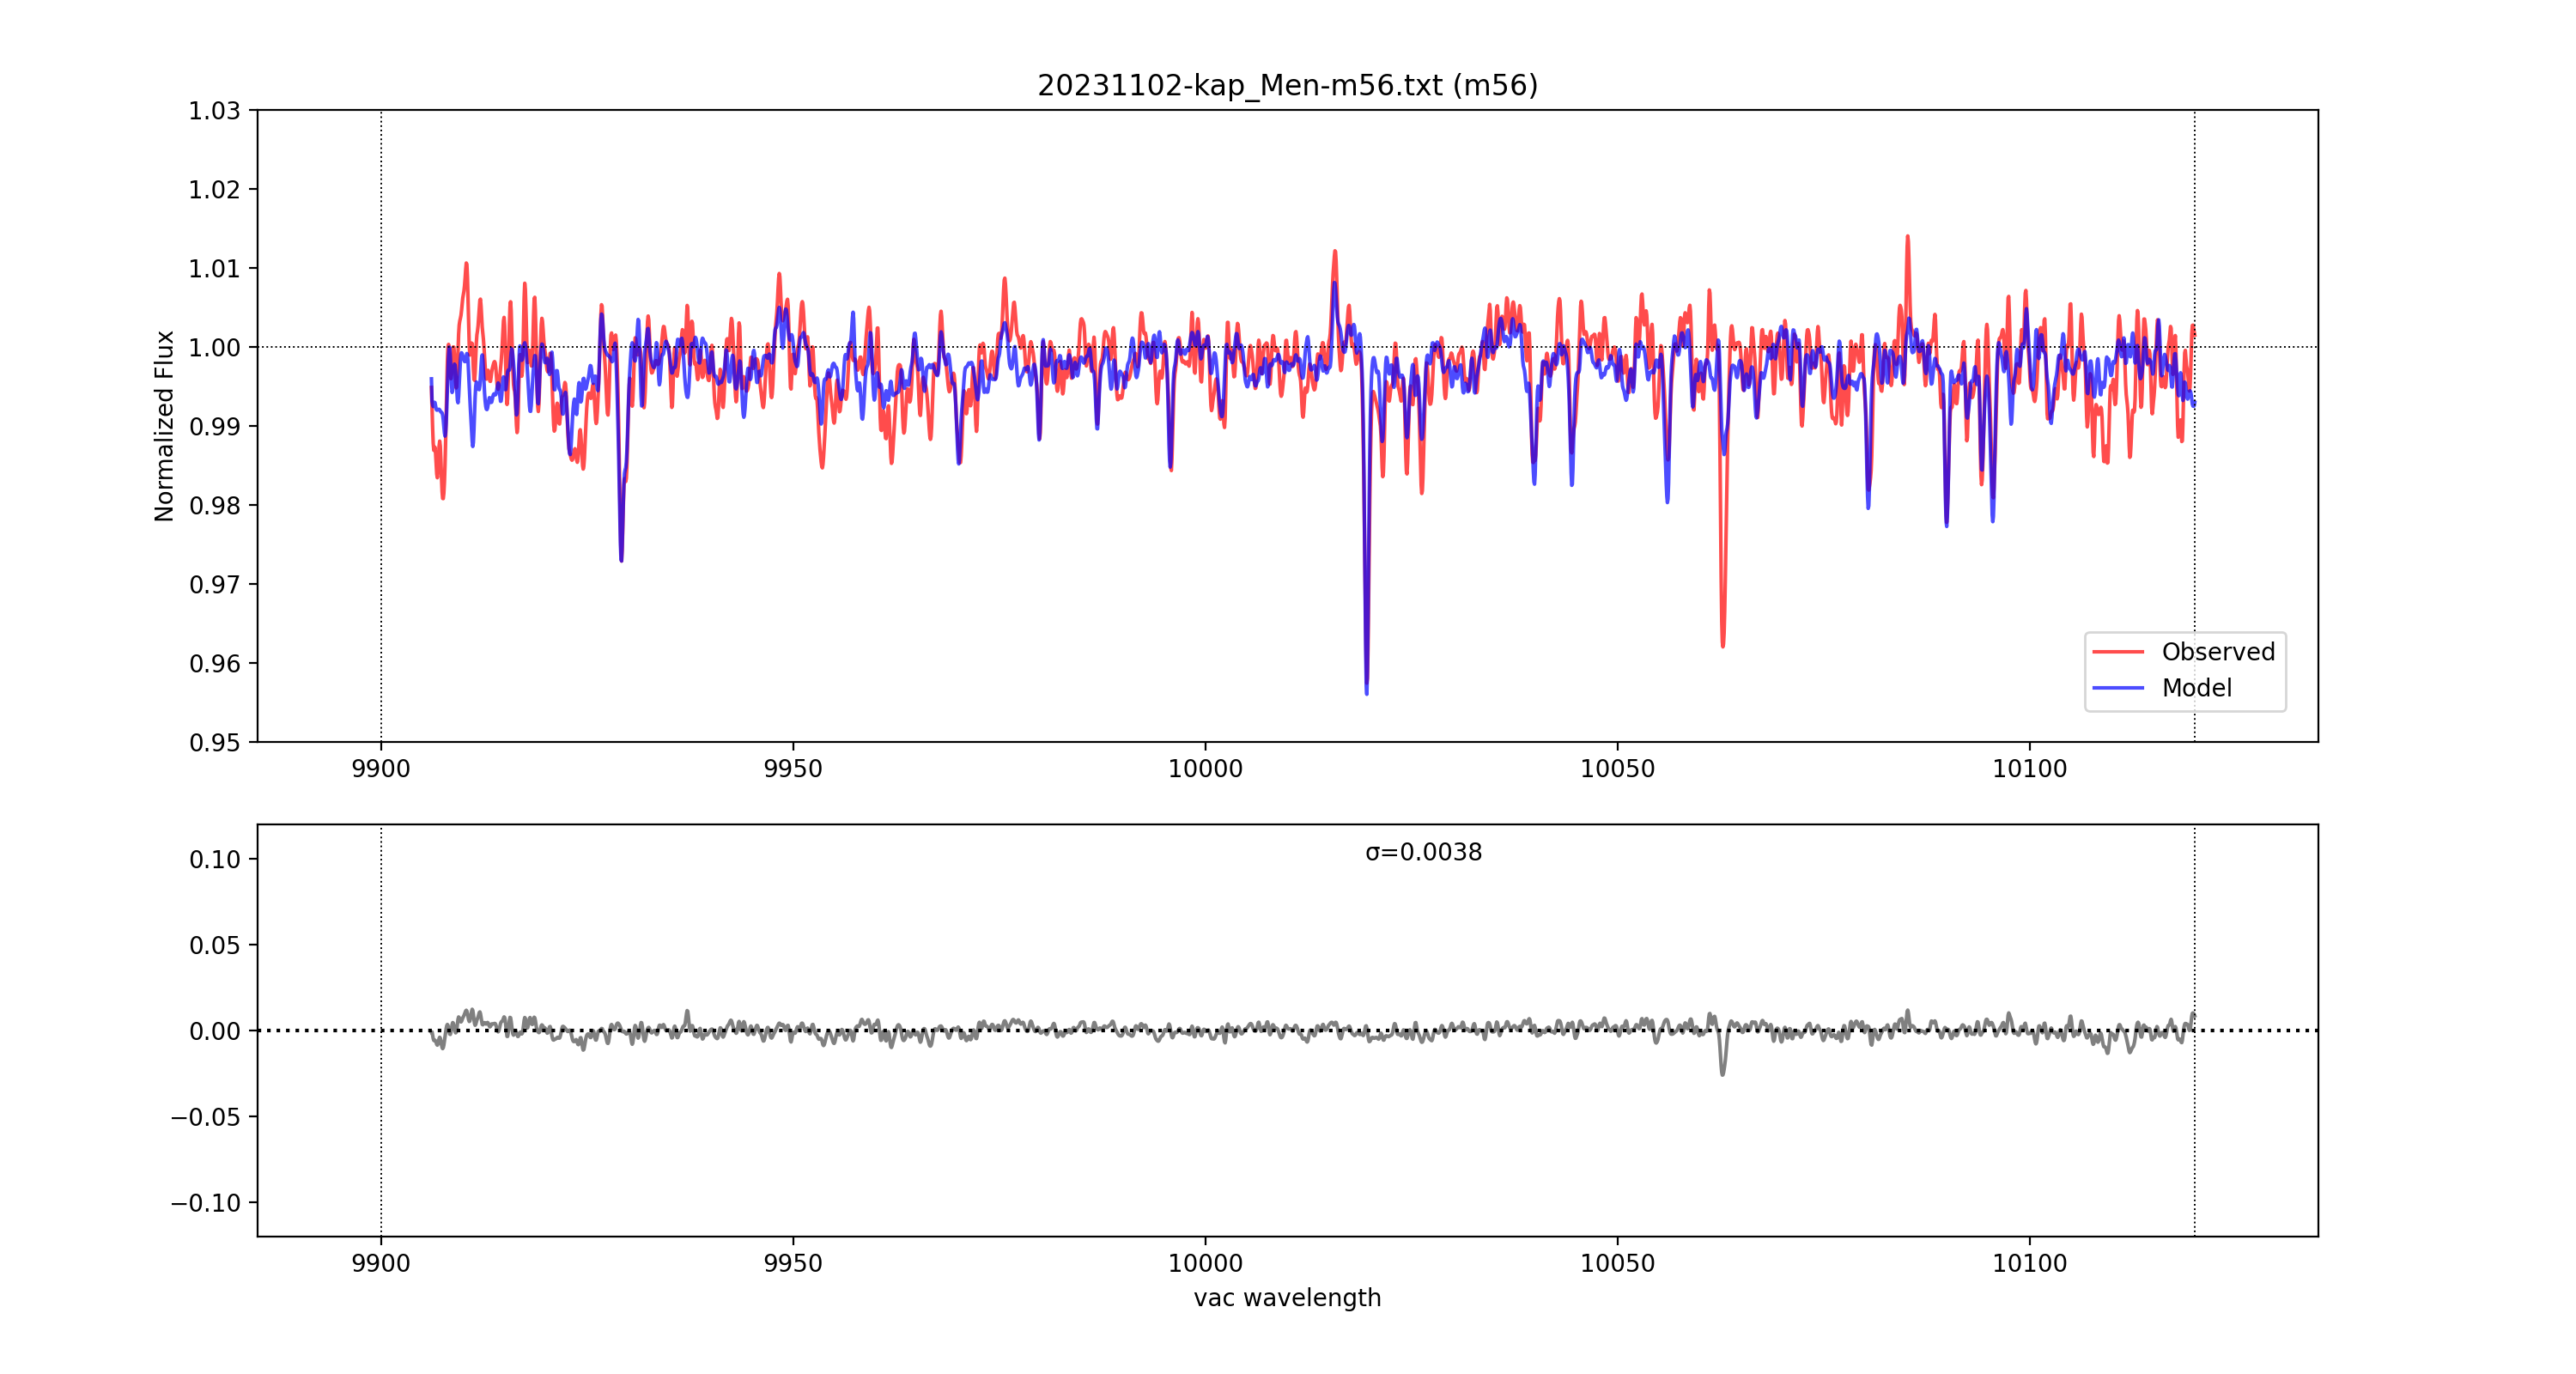 20231102-kap_Men-m56.txt (m56)
1.03
1.02
1.01
1.00
0.99
0.98
0.97
0.96
0.95
Normalized Flux
Observed
Model
9900 9950 10000 10050 10100
σ=0.0038
0.10
0.05
0.00
−0.05
−0.10
9900 9950 10000 10050 10100
vac wavelength